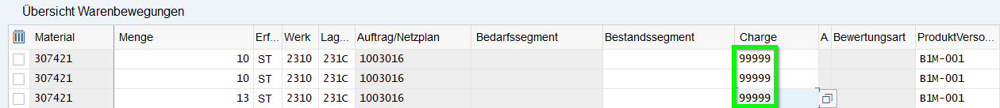 Übersicht Warenbewegungen
Material Menge Erf... Werk Lag... Auftrag/Netzplan Bedarfssegment Bestandssegment Charge A. Bewertungsart ProduktVerso...
307421 10 ST 2310 231C 1003016 99999 B1M-001
307421 10 ST 2310 231C 1003016 99999 B1M-001
307421 13 ST 2310 231C 1003016 99999 B1M-001